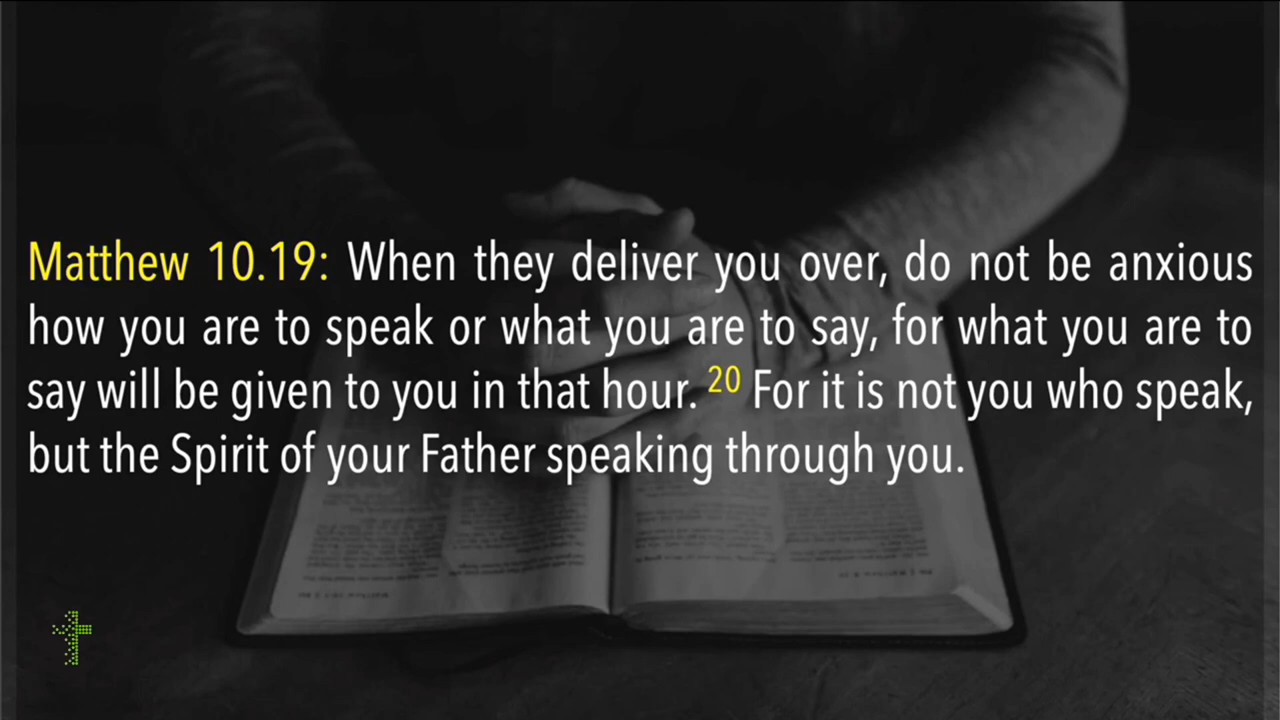 Matthew 10.19: When they deliver you over, do not be anxious
how you are to speak or what you are to say, for what you are to
say will be given to you in that hour. 20 For it is not you who speak,
but the Spirit of your Father speaking through you.